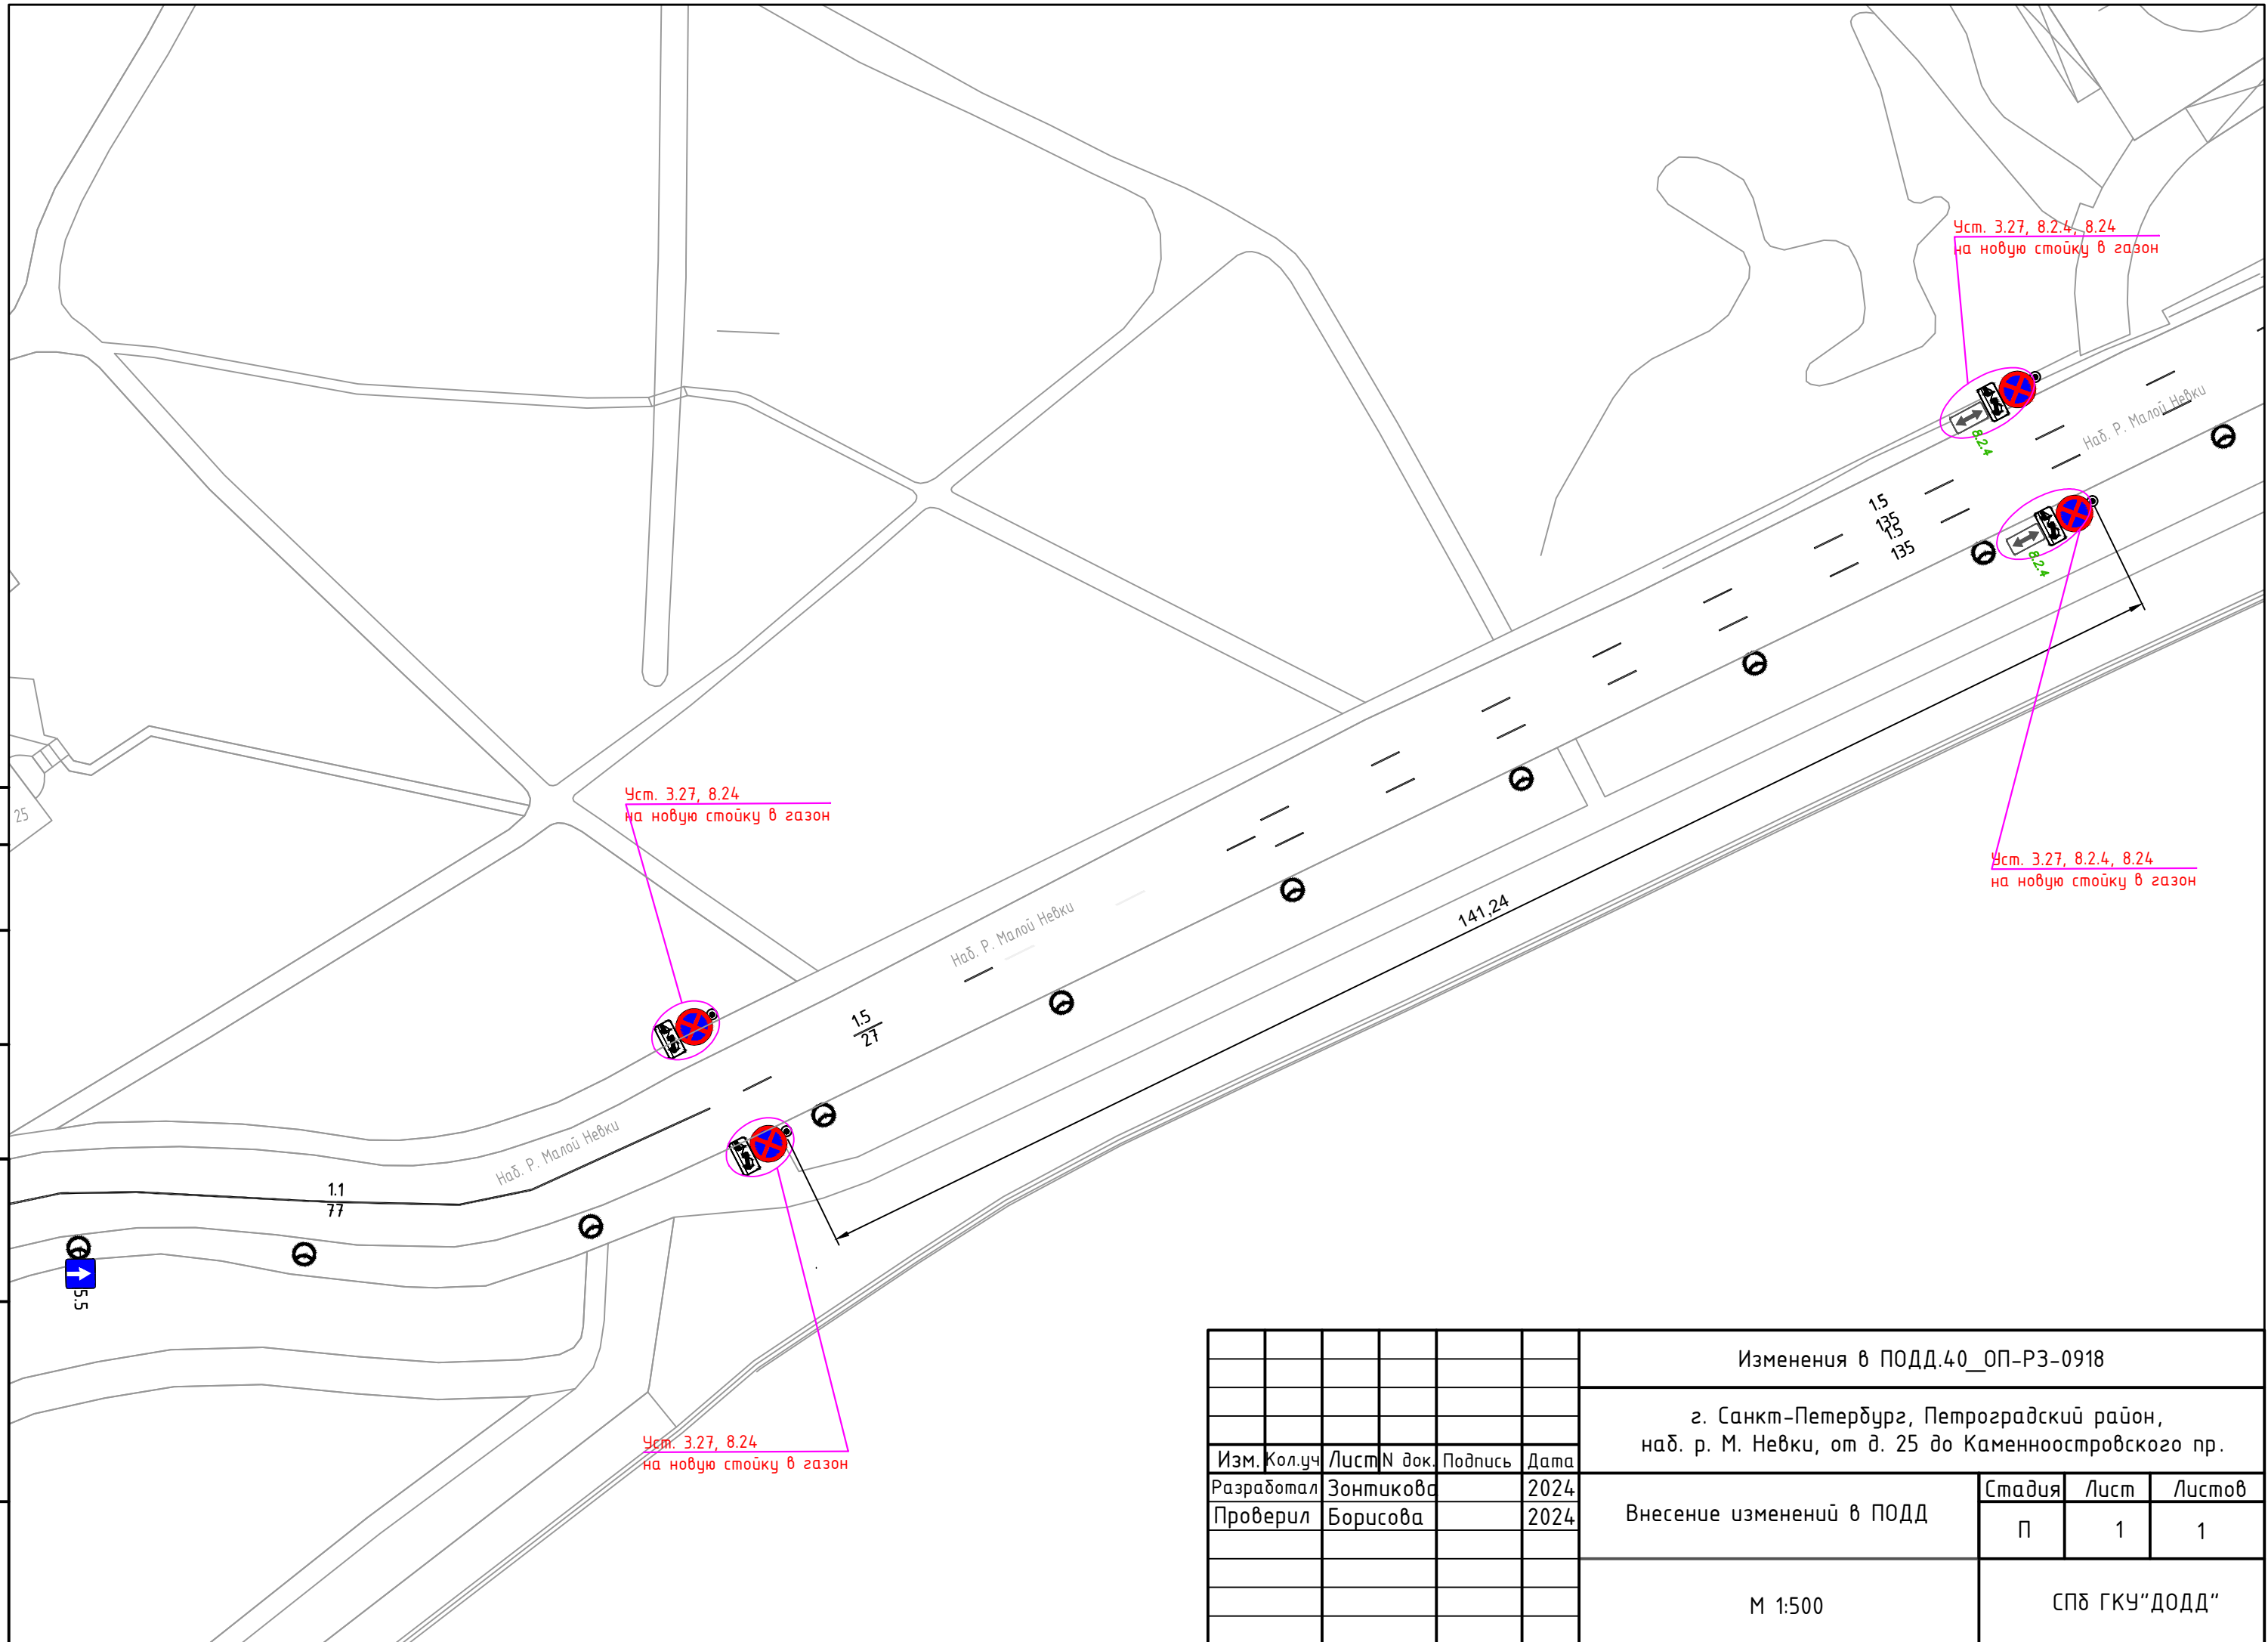 Уст. 3.27, 8.2.4, 8.24
на новую стойку в газон
8.2.4
Наб. Р. Малой Невки
1.5
135
1.5
135
8.2.4
Уст. 3.27, 8.24
на новую стойку в газон
25
Уст. 3.27, 8.2.4, 8.24
на новую стойку в газон
141,24
Наб. Р. Малой Невки
1.5
27
Наб. Р. Малой Невки
1.1
77
5.5
Уст. 3.27, 8.24
на новую стойку в газон
Изменения в ПОДД.40_ОП-РЗ-0918
г. Санкт-Петербург, Петроградский район,
наб. р. М. Невки, от д. 25 до Каменноостровского пр.
Изм. Кол.уч Лист N док. Подпись Дата
Разработал Зонтикова 2024
Проверил Борисова 2024
Внесение изменений в ПОДД
Стадия Лист Листов
П 1 1
М 1:500
СПб ГКУ"ДОДД"